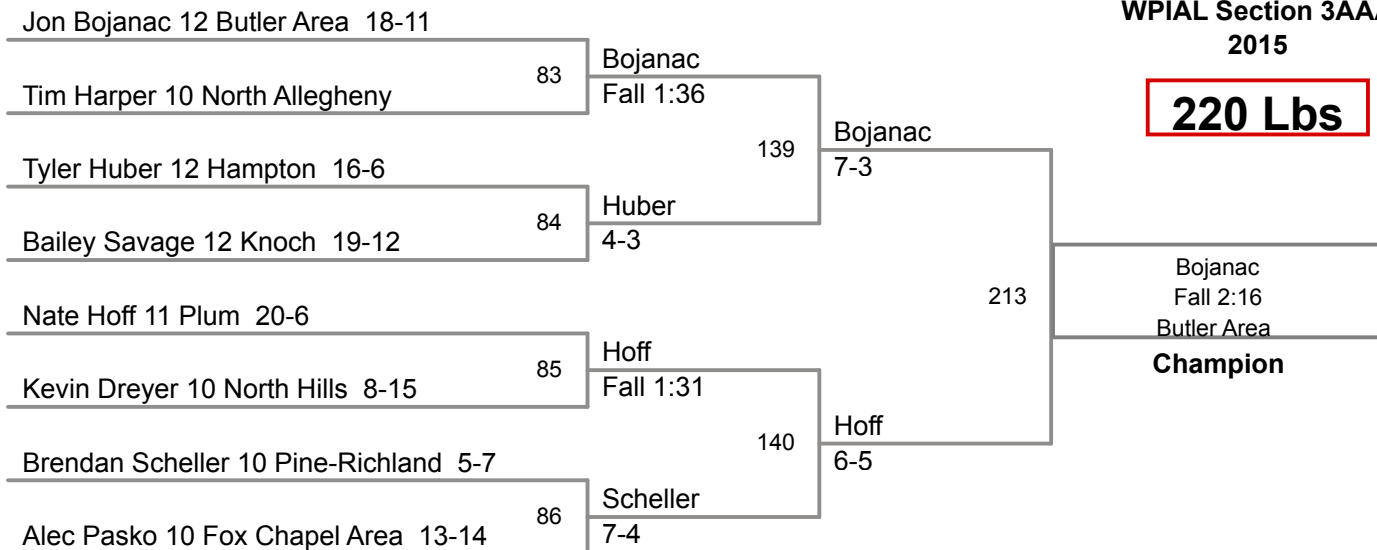 WPIAL Section 3AAA
2015
220 Lbs
Jon Bojanac 12 Butler Area 18-11
83
Tim Harper 10 North Allegheny
Bojanac
Fall 1:36
Tyler Huber 12 Hampton 16-6
84
Bailey Savage 12 Knoch 19-12
Huber
4-3
139
Bojanac
7-3
Nate Hoff 11 Plum 20-6
85
Kevin Dreyer 10 North Hills 8-15
Hoff
Fall 1:31
Brendan Scheller 10 Pine-Richland 5-7
86
Alec Pasko 10 Fox Chapel Area 13-14
Scheller
7-4
140
Hoff
6-5
213
Bojanac
Fall 2:16
Butler Area
Champion